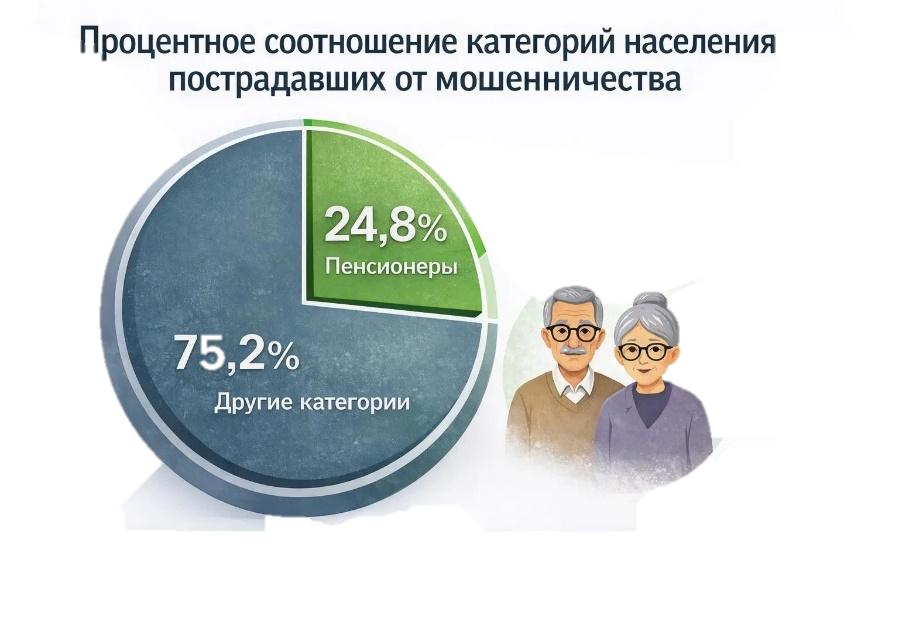 Процентное соотношение категорий населения
пострадавших от мошенничества
24,8%
Пенсионеры
75,2%
Другие категории